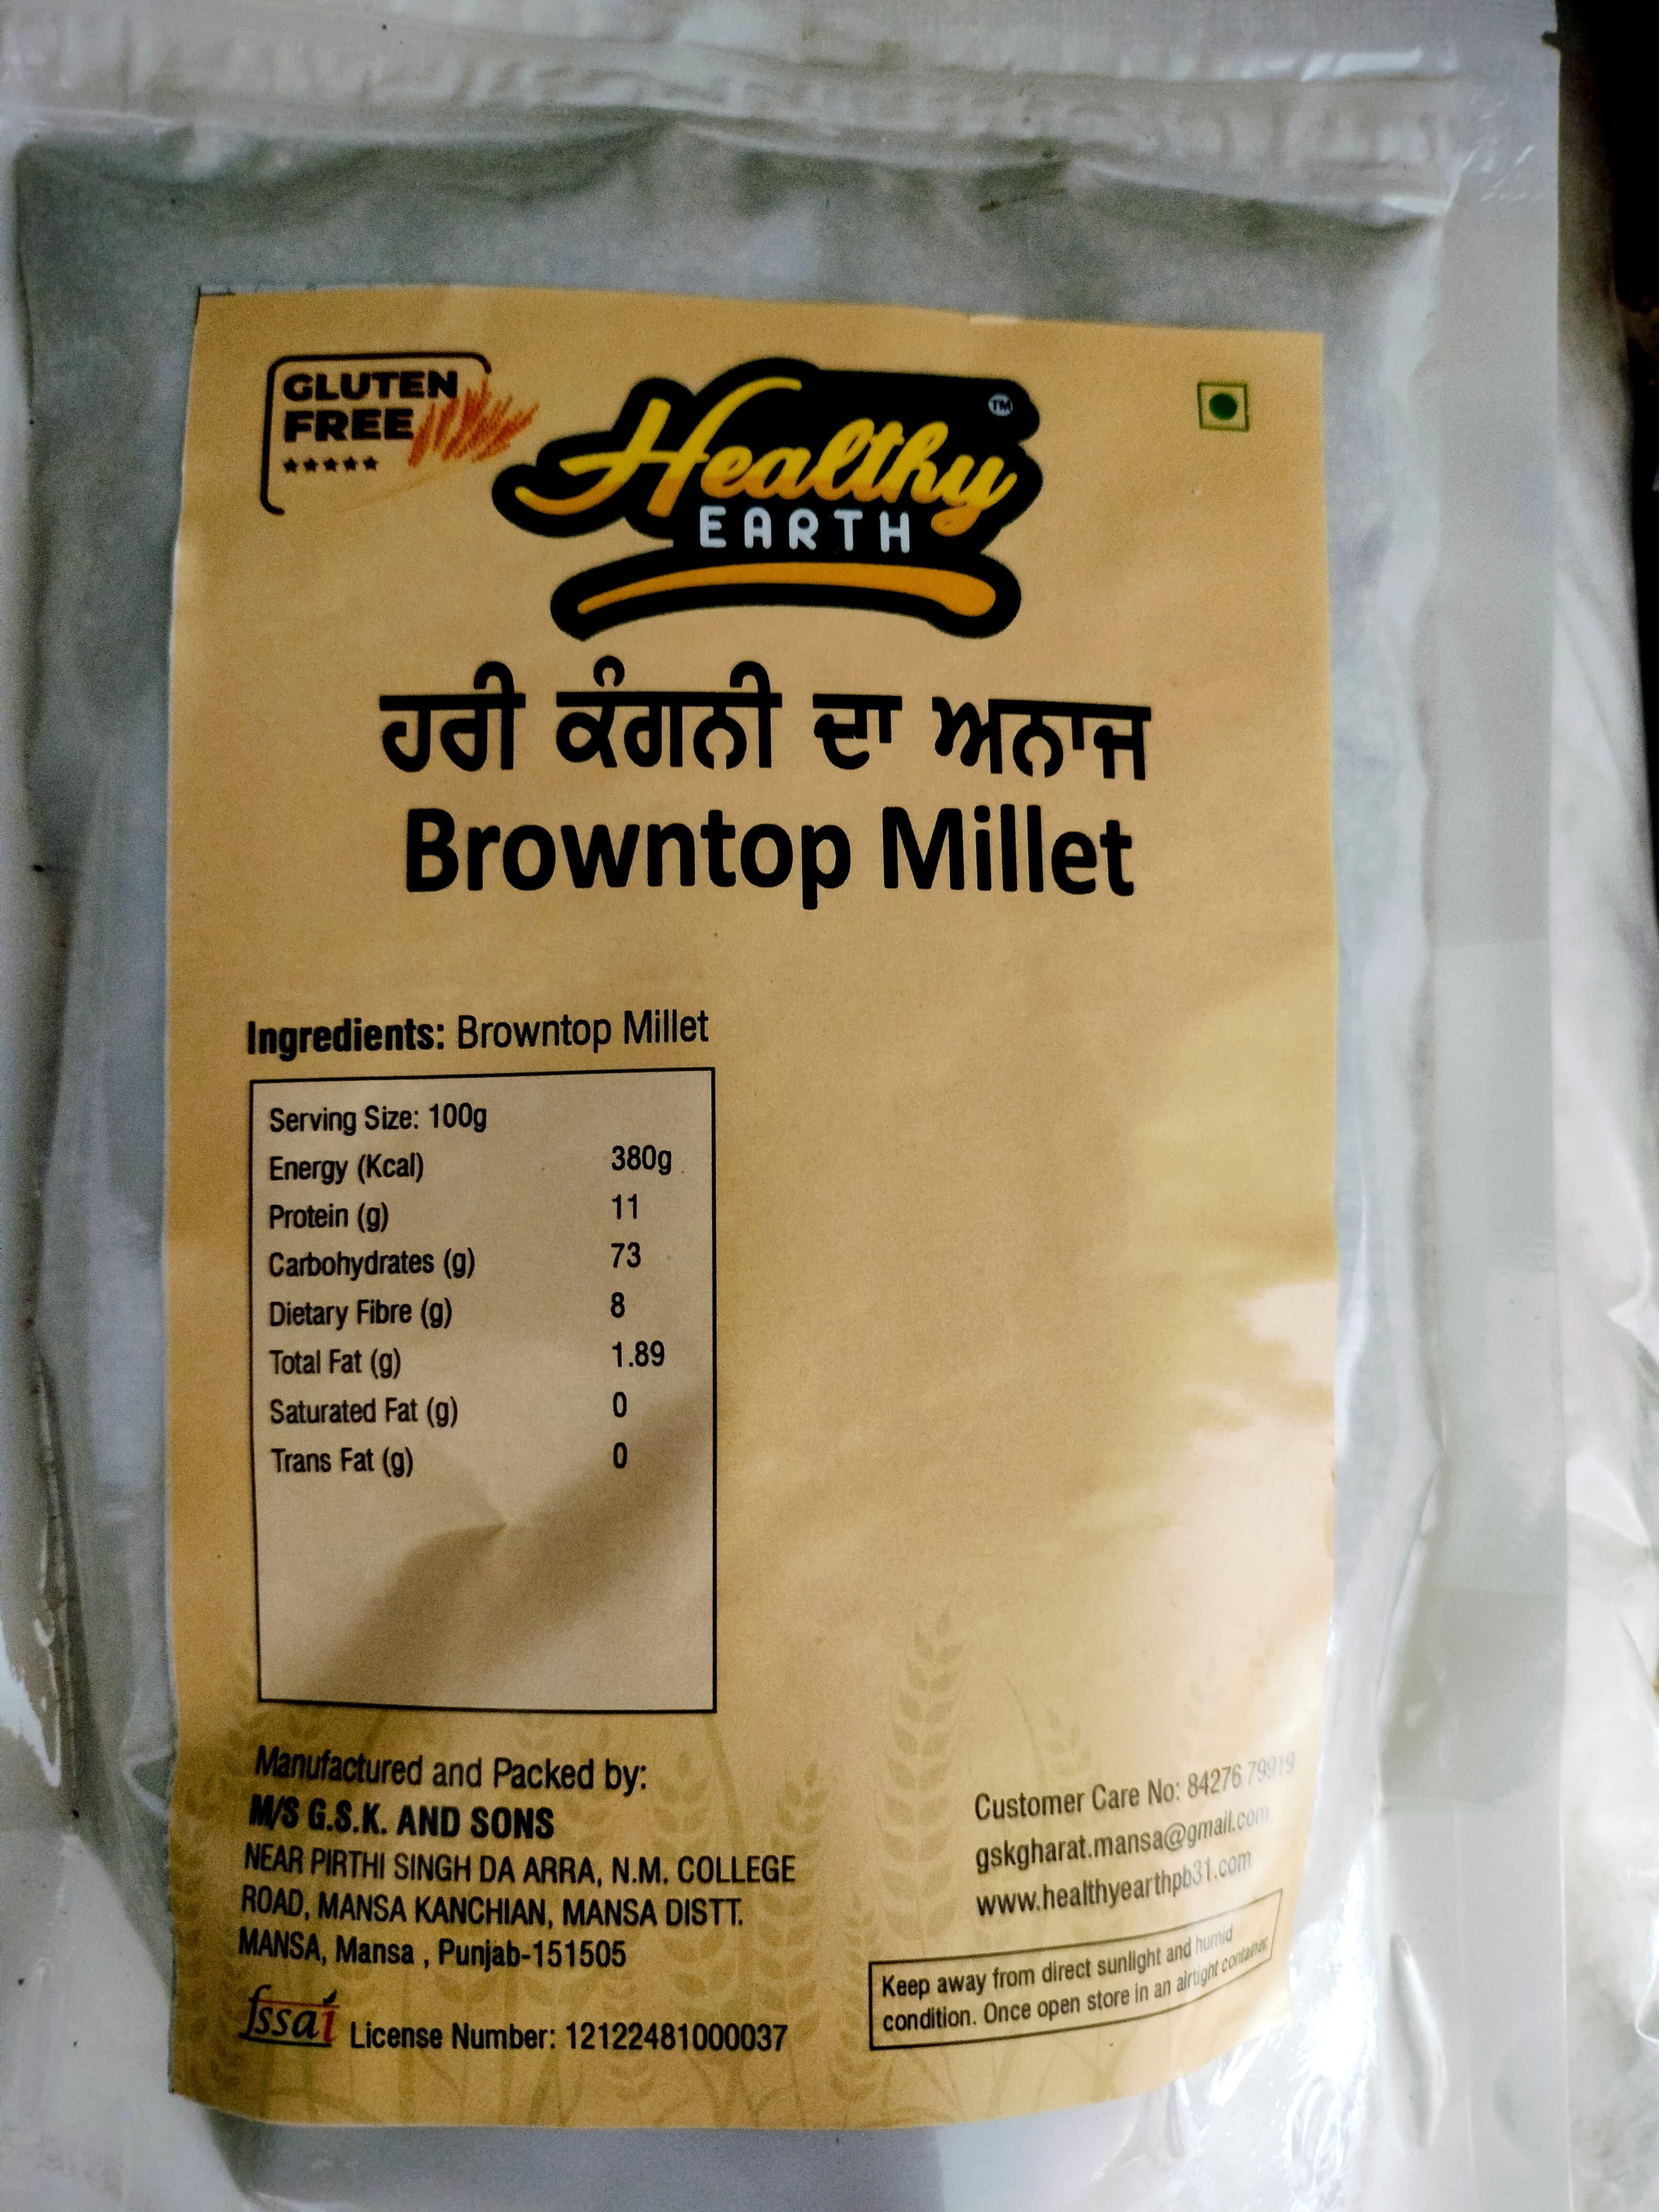 GLUTEN
FREE
Healthy
TM
EARTH
ਹਰੀ ਕੰਗਨੀ ਦਾ ਅਨਾਜ
Browntop Millet
Ingredients: Browntop Millet
Serving Size: 100g
Energy (Kcal) 380g
Protein (g) 11
Carbohydrates (g) 73
Dietary Fibre (g) 8
Total Fat (g) 1.89
Saturated Fat (g) 0
Trans Fat (g) 0
Manufactured and Packed by:
M/S G.S.K. AND SONS
NEAR PIRTHI SINGH DA ARRA, N.M. COLLEGE
ROAD, MANSA KANCHIAN, MANSA DISTT.
MANSA, Mansa , Punjab-151505
fssai License Number: 12122481000037
Customer Care No: 84276 79919
gskgharat.mansa@gmail.com
www.healthyearthpb31.com
Keep away from direct sunlight and humid
condition. Once open store in an airtight container